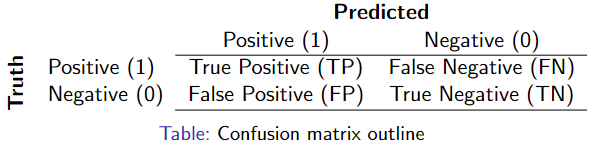 Predicted
Positive (1) Negative (0)
Truth
Positive (1) True Positive (TP) False Negative (FN)
Negative (0) False Positive (FP) True Negative (TN)
Table: Confusion matrix outline